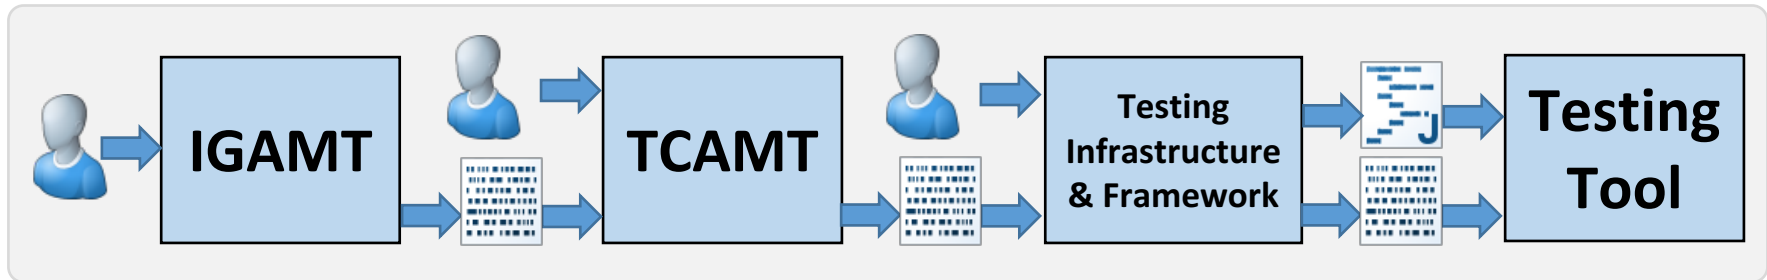 IGAMT
TCAMT
Testing
Infrastructure
& Framework
Testing
Tool